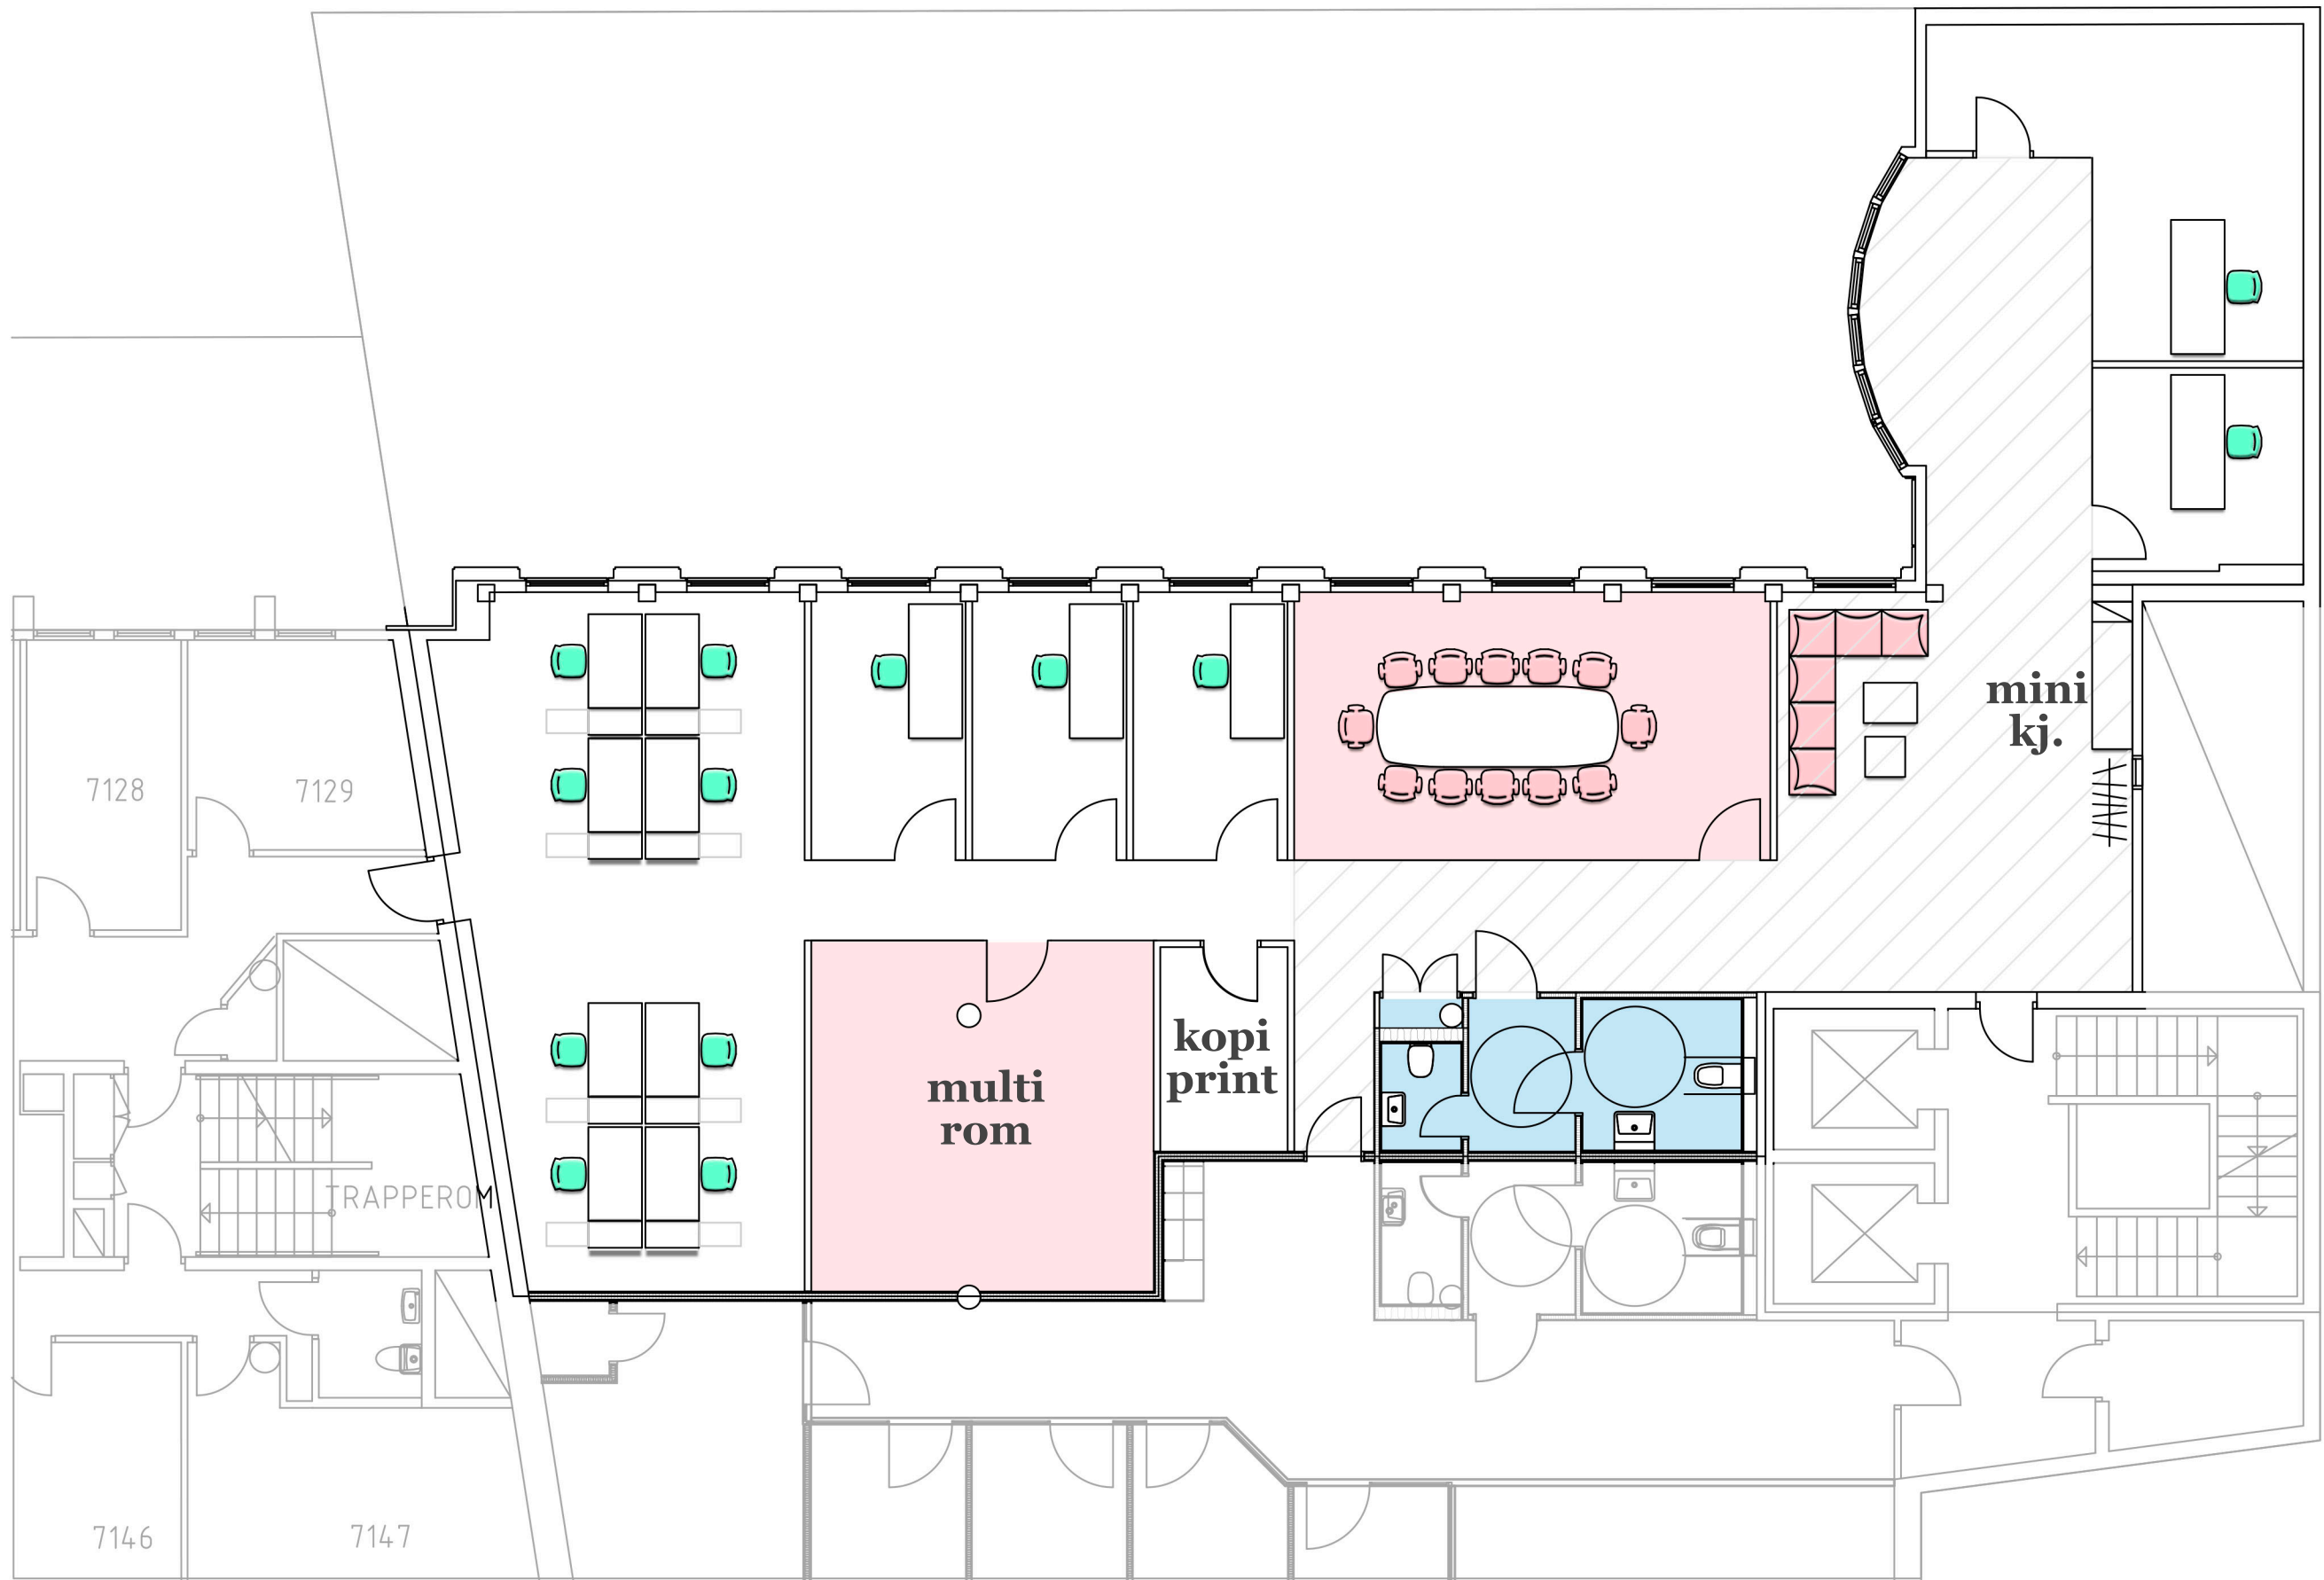 mini
kj.
7128
7129
kopi
print
multi
rom
TRAPPEROM
7146
7147